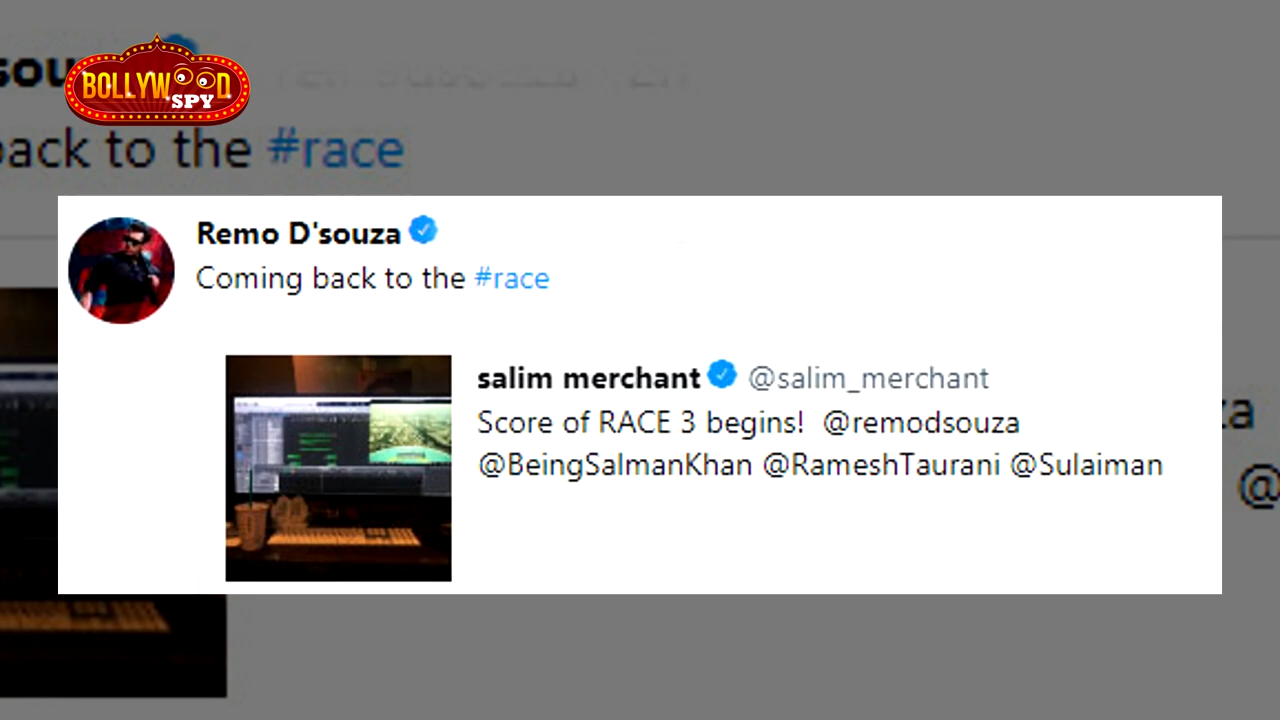 BOLLYWOOD
SPY
back to the #race
Remo D'souza
Coming back to the #race
salim merchant @salim_merchant
Score of RACE 3 begins! @remodsouza
@BeingSalmanKhan @RameshTaurani @Sulaiman